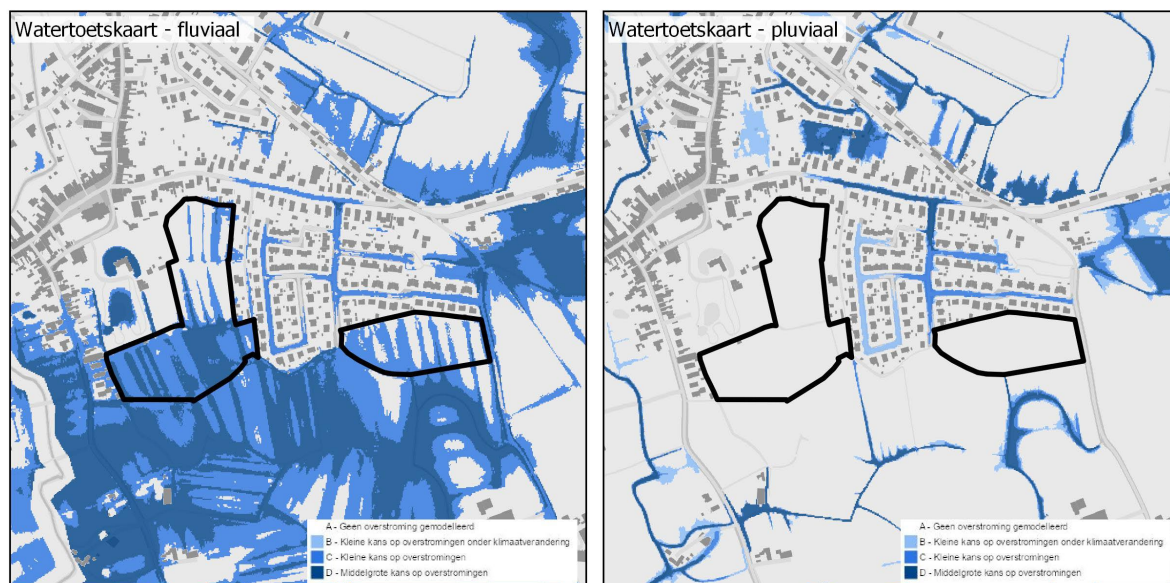 Watertoetskaart - fluviaal
A - Geen overstroming gemodelleerd
B - Kleine kans op overstromingen onder klimaatverandering
C - Kleine kans op overstromingen
D - Middelgrote kans op overstromingen
Watertoetskaart - pluviaal
A - Geen overstroming gemodelleerd
B - Kleine kans op overstromingen onder klimaatverandering
C - Kleine kans op overstromingen
D - Middelgrote kans op overstromingen